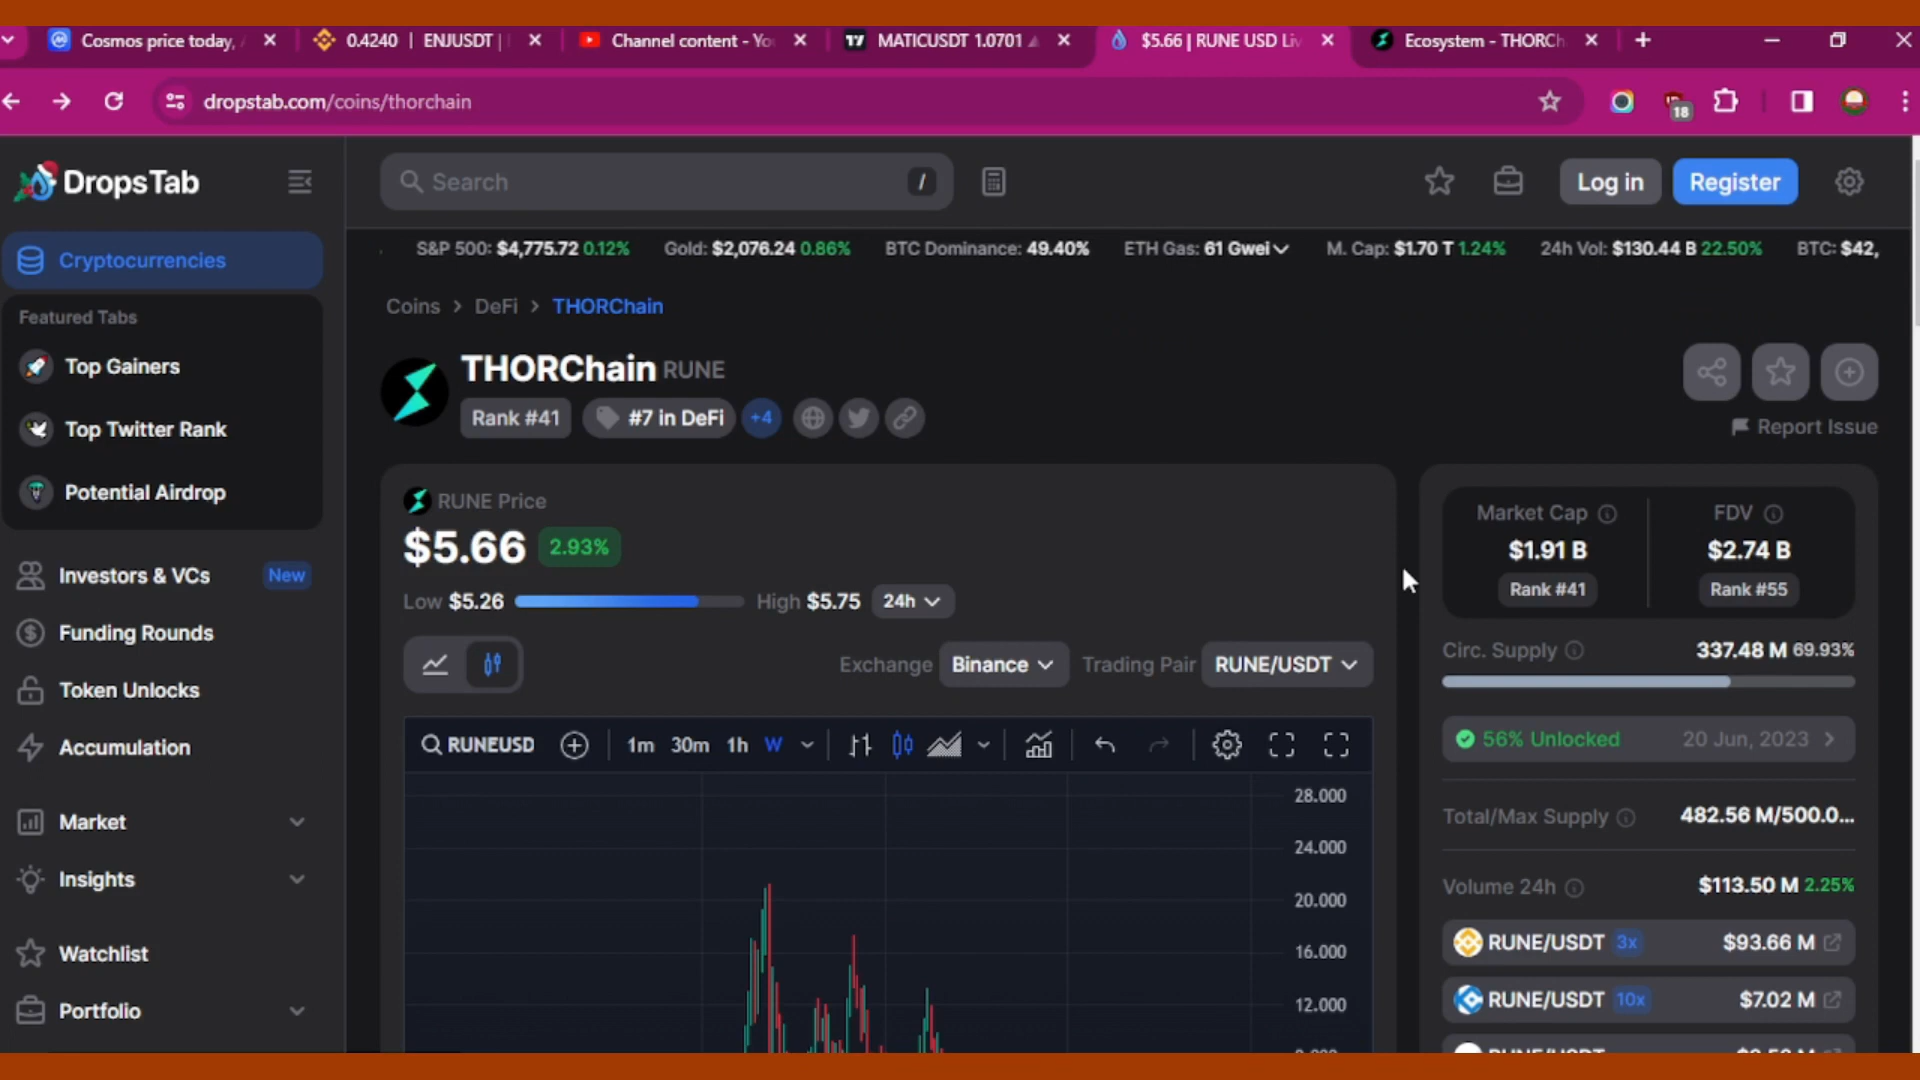 Cosmos price today, 
0.4240 | ENJUSDT |
Channel content - Yo
MATICUSDT 1.0701
$5.66 | RUNE USD Liv
Ecosystem - THORCh
dropstab.com/coins/thorchain
18
DropsTab
Search
/
Log in
Register
S&P 500: $4,775.72 0.12%
Gold: $2,076.24 0.86%
BTC Dominance: 49.40%
ETH Gas: 61 Gwei
M. Cap: $1.70 T 1.24%
24h Vol: $130.44 B 22.50%
BTC: $42,
Cryptocurrencies
Featured Tabs
Top Gainers
Top Twitter Rank
Potential Airdrop
Investors & VCs New
Funding Rounds
Token Unlocks
Accumulation
Market
Insights
Watchlist
Portfolio
Coins > DeFi > THORChain
THORChain RUNE
Rank #41
#7 in DeFi
+4
Report Issue
RUNE Price
$5.66 2.93%
Low $5.26
High $5.75
24h
Exchange Binance
Trading Pair RUNE/USDT
RUNEUSD
1m 30m 1h W
28.000
24.000
20.000
16.000
12.000
Market Cap
$1.91 B
Rank #41
FDV
$2.74 B
Rank #55
Circ. Supply 337.48 M 69.93%
56% Unlocked 20 Jun, 2023
Total/Max Supply 482.56 M/500.0...
Volume 24h $113.50 M 2.25%
RUNE/USDT 3x $93.66 M
RUNE/USDT 10x $7.02 M